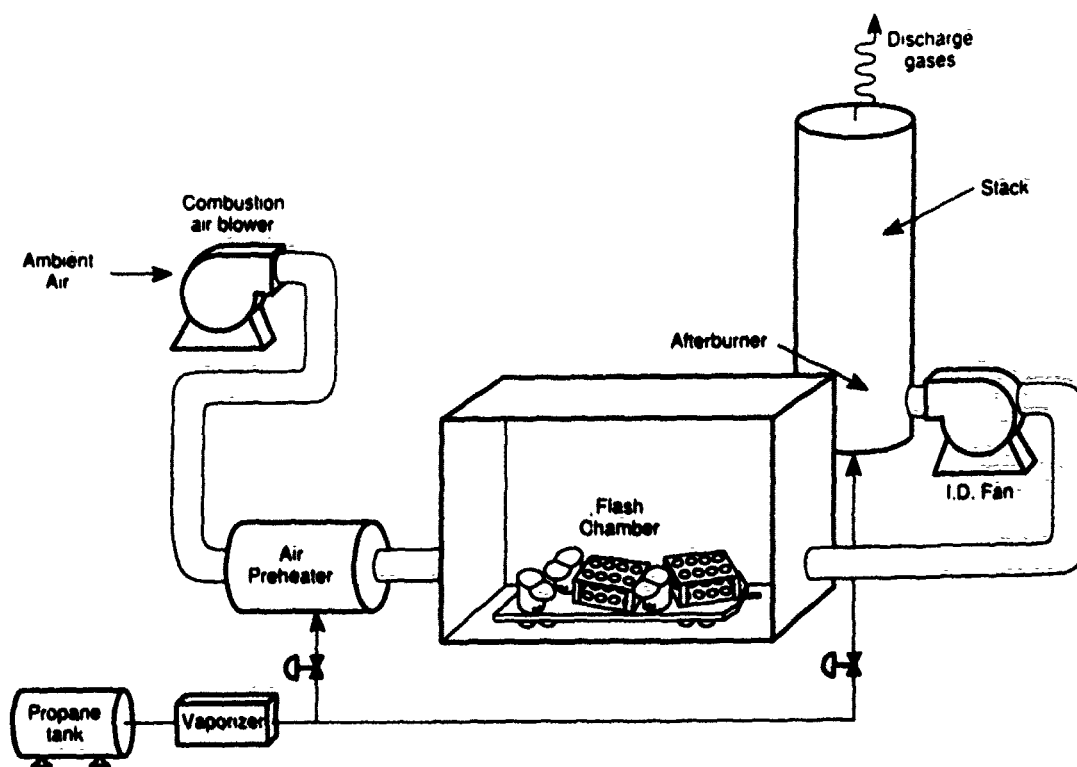 Discharge
gases
Stack
Combustion
air blower
Ambient
Air
Afterburner
I.D. Fan
Flash
Chamber
Air
Preheater
Propane
tank
Vaporizer